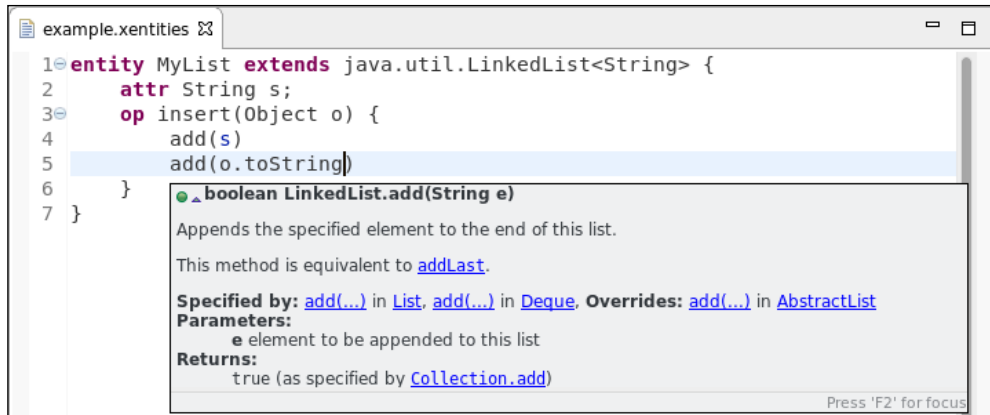 example.xentities
1 entity MyList extends java.util.LinkedList<String> {
2 attr String s;
3 op insert(Object o) {
4 add(s)
5 add(o.toString)
6 }
7 }
boolean LinkedList.add(String e)
Appends the specified element to the end of this list.
This method is equivalent to addLast.
Specified by: add(...) in List, add(...) in Deque, Overrides: add(...) in AbstractList
Parameters:
e element to be appended to this list
Returns:
true (as specified by Collection.add)
Press 'F2' for focus